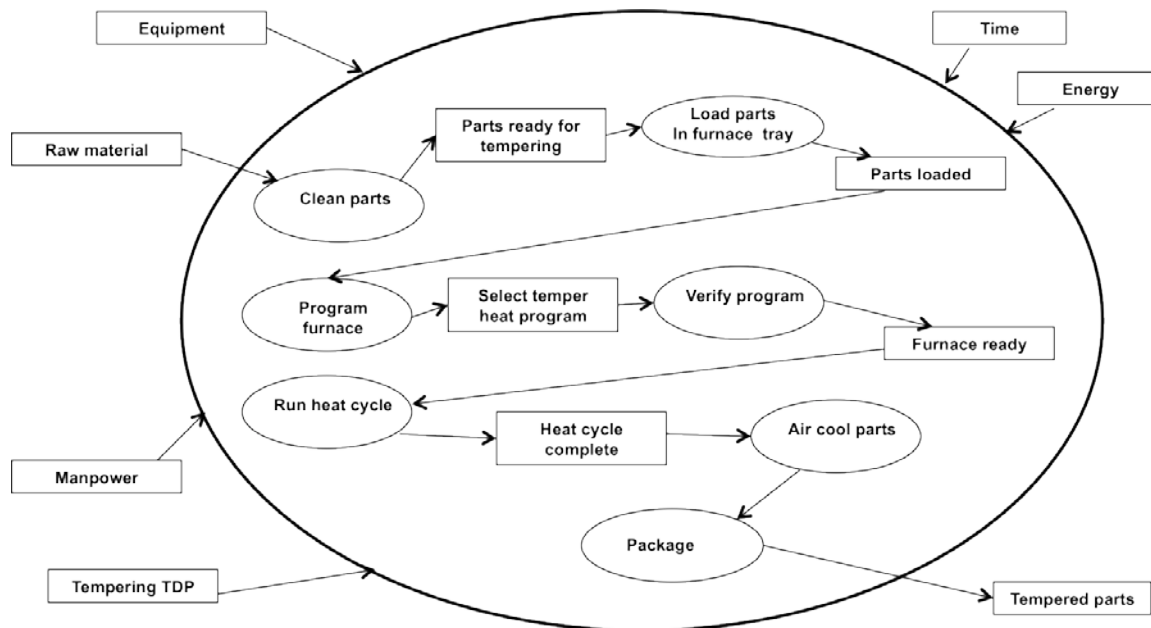 Equipment
Time
Energy
Raw material
Parts ready for
tempering
Load parts
In furnace tray
Clean parts
Parts loaded
Program
furnace
Select temper
heat program
Verify program
Furnace ready
Run heat cycle
Heat cycle
complete
Air cool parts
Manpower
Package
Tempering TDP
Tempered parts